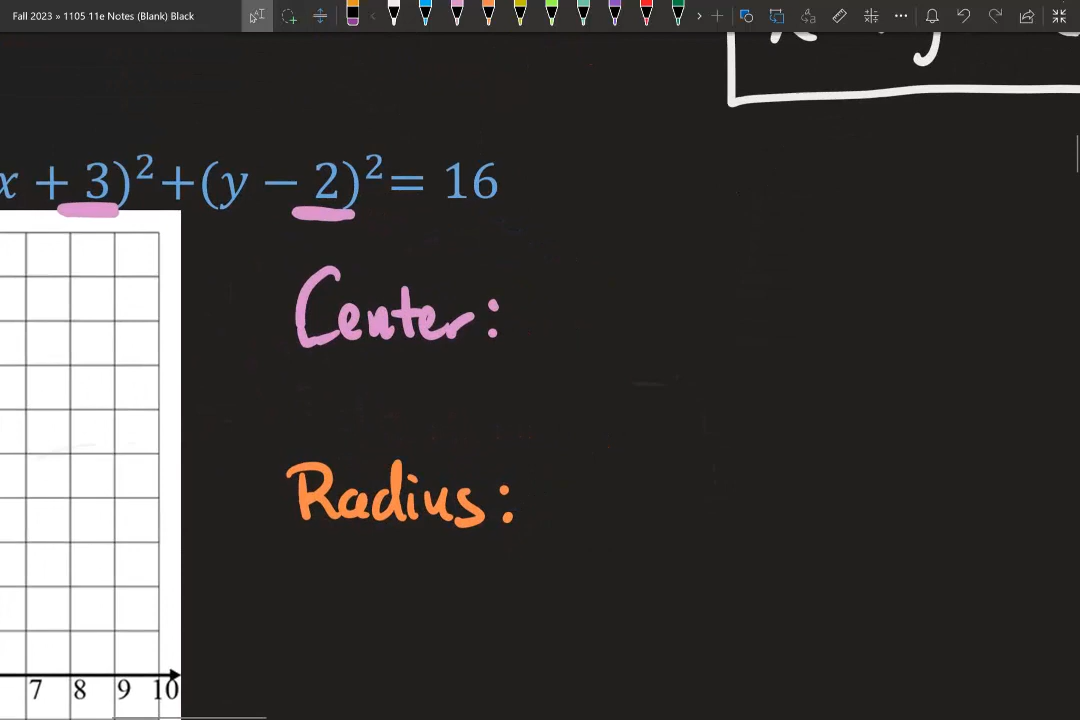 Fall 2023 » 1105 11e Notes (Blank) Black
x + 3)² + (y − 2)² = 16
Center:
Radius:
7 8 9 10